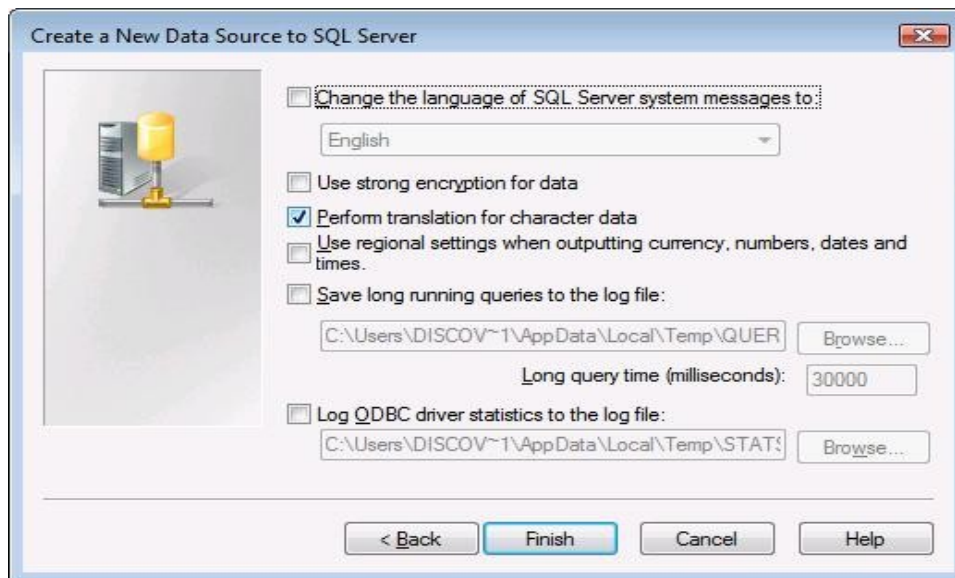 Create a New Data Source to SQL Server
Change the language of SQL Server system messages to:
English
Use strong encryption for data
Perform translation for character data
Use regional settings when outputting currency, numbers, dates and
times.
Save long running queries to the log file:
C:\Users\DISCOV~1\AppData\Local\Temp\QUER
Browse...
Long query time (milliseconds):
30000
Log ODBC driver statistics to the log file:
C:\Users\DISCOV~1\AppData\Local\Temp\STATS
Browse...
< Back
Finish
Cancel
Help